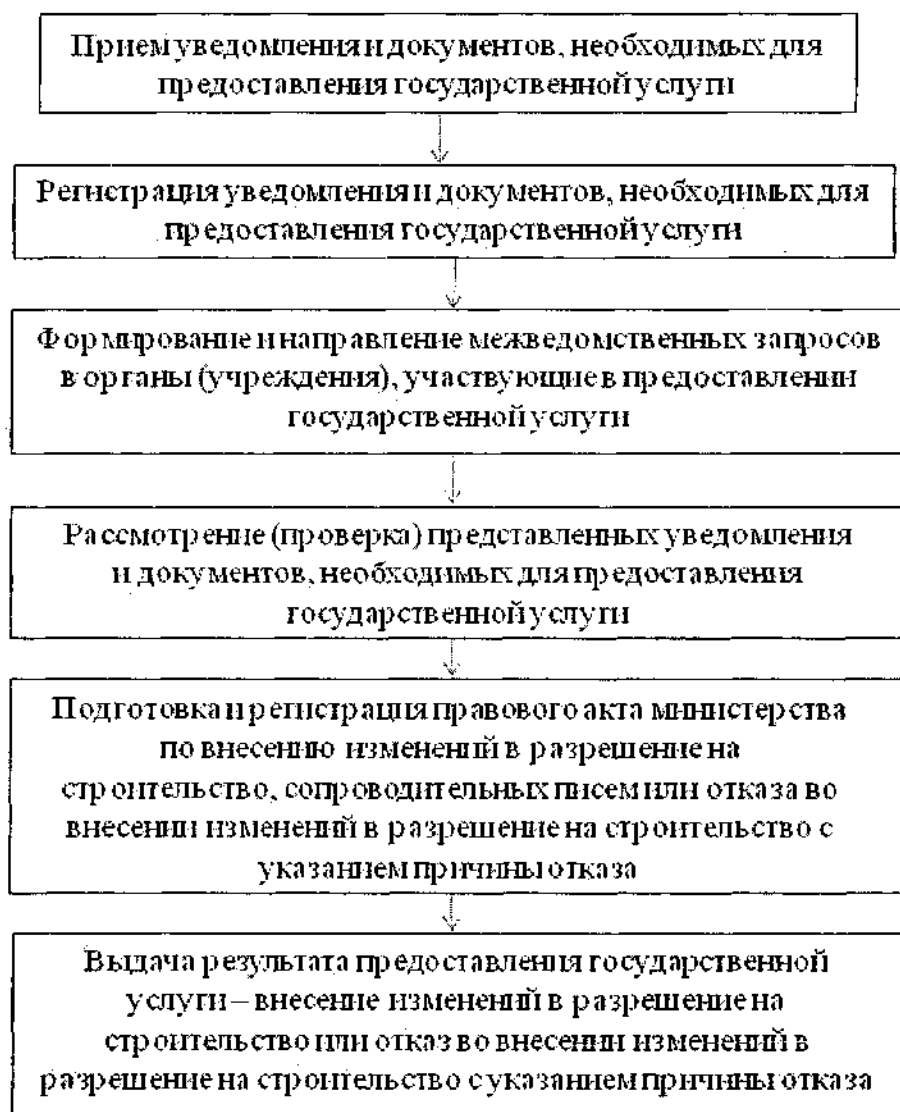 Прием уведомления и документов, необходимых для
предоставления государственной услуги
Регистрация уведомления и документов, необходимых для
предоставления государственной услуги
Формирование и направление межведомственных запросов
в органы (учреждения), участвующие в предоставлении
государственной услуги
Рассмотрение (проверка) представленных уведомления
и документов, необходимых для предоставления
государственной услуги
Подготовка и регистрация правового акта министерства
по внесению изменений в разрешение на
строительство, сопроводительных писем или отказа во
внесении изменений в разрешение на строительство с
указанием причины отказа
Выдача результата предоставления государственной
услуги – внесение изменений в разрешение на
строительство или отказ во внесении изменений в
разрешение на строительство с указанием причины отказа